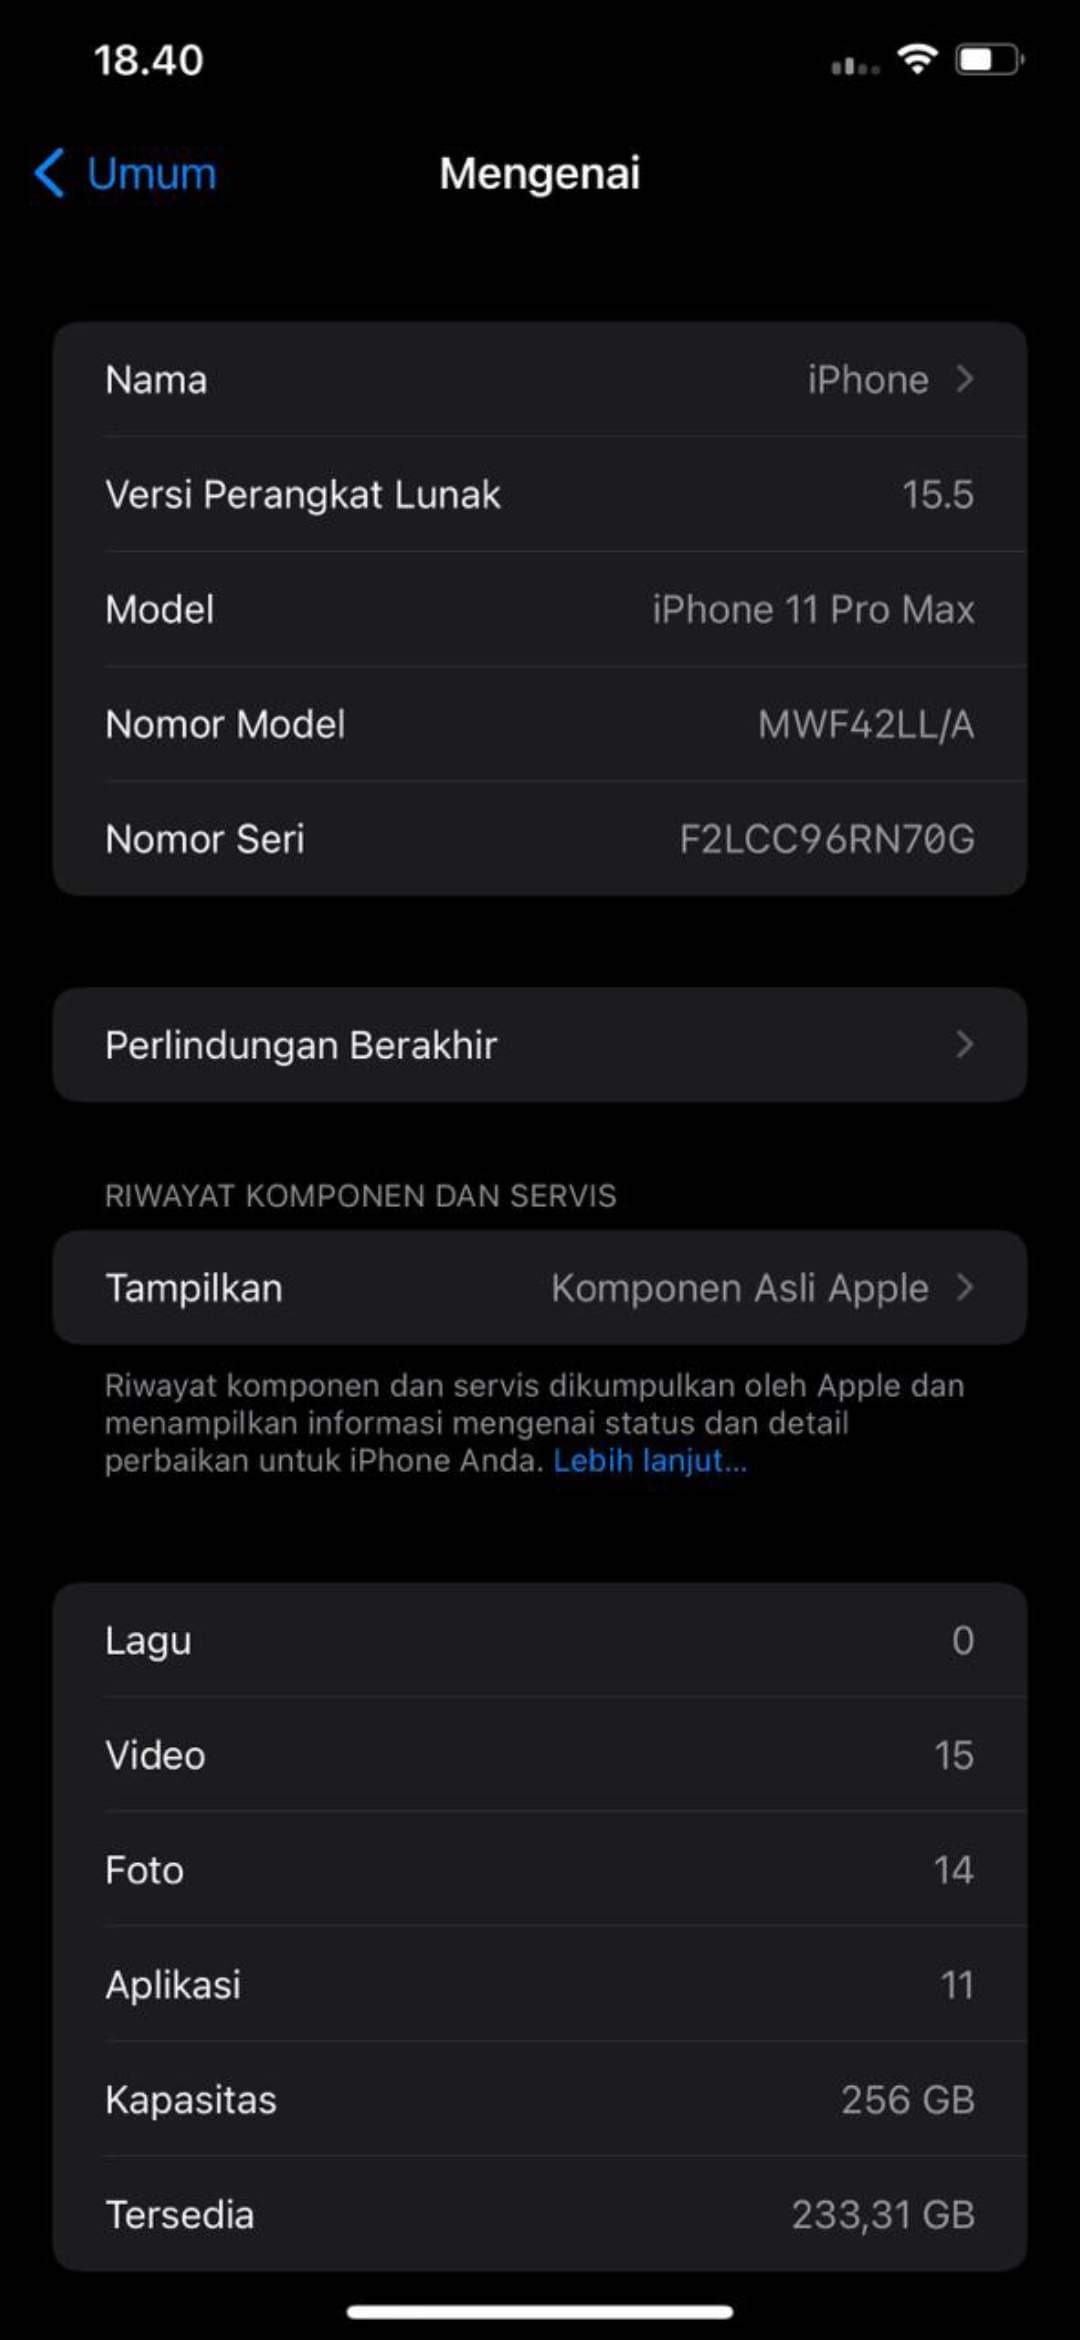 18.40
Umum
Mengenai
Nama iPhone
Versi Perangkat Lunak 15.5
Model iPhone 11 Pro Max
Nomor Model MWF42LL/A
Nomor Seri F2LCC96RN70G
Perlindungan Berakhir
RIWAYAT KOMPONEN DAN SERVIS
Tampilkan Komponen Asli Apple
Riwayat komponen dan servis dikumpulkan oleh Apple dan
menampilkan informasi mengenai status dan detail
perbaikan untuk iPhone Anda. Lebih lanjut...
Lagu 0
Video 15
Foto 14
Aplikasi 11
Kapasitas 256 GB
Tersedia 233,31 GB